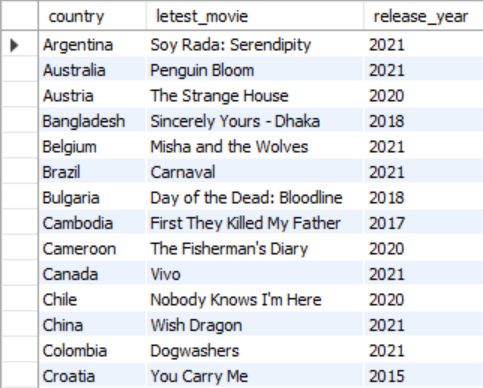 country letest_movie release_year
Argentina Soy Rada: Serendipity 2021
Australia Penguin Bloom 2021
Austria The Strange House 2020
Bangladesh Sincerely Yours - Dhaka 2018
Belgium Misha and the Wolves 2021
Brazil Carnaval 2021
Bulgaria Day of the Dead: Bloodline 2018
Cambodia First They Killed My Father 2017
Cameroon The Fisherman's Diary 2020
Canada Vivo 2021
Chile Nobody Knows I'm Here 2020
China Wish Dragon 2021
Colombia Dogwashers 2021
Croatia You Carry Me 2015